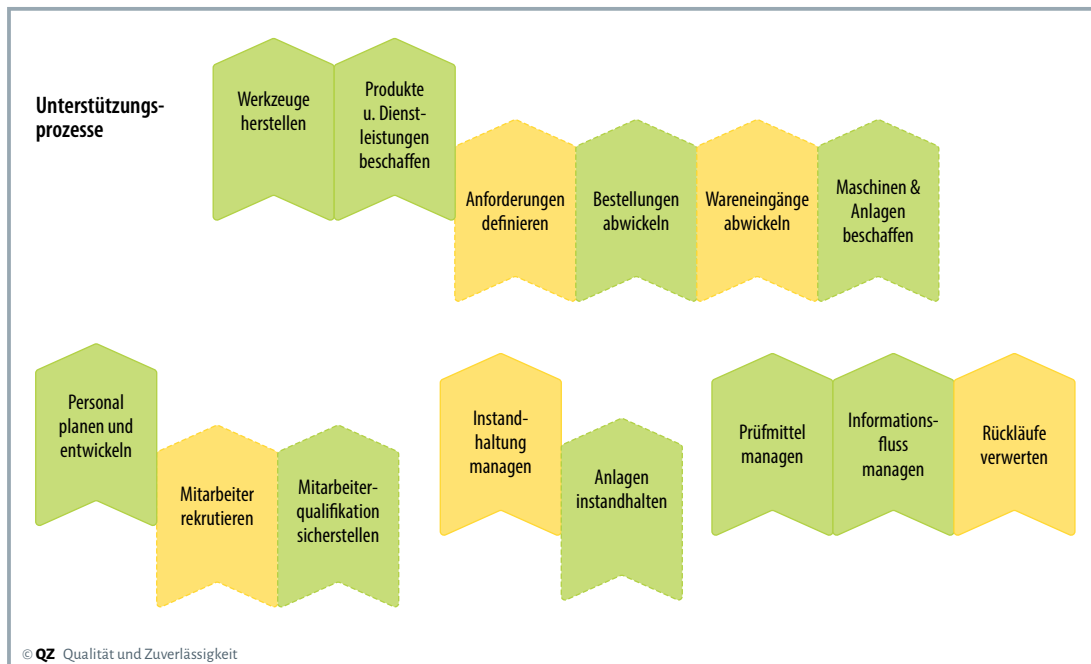 Unterstützungs-
prozesse
Werkzeuge
herstellen
Produkte
u. Dienst-
leistungen
beschaffen
Anforderungen
definieren
Bestellungen
abwickeln
Wareneingänge
abwickeln
Maschinen &
Anlagen
beschaffen
Personal
planen und
entwickeln
Mitarbeiter
rekrutieren
Mitarbeiter-
qualifikation
sicherstellen
Instand-
haltung
managen
Anlagen
instandhalten
Prüfmittel
managen
Informations-
fluss
managen
Rückläufe
verwerten
© QZ Qualität und Zuverlässigkeit